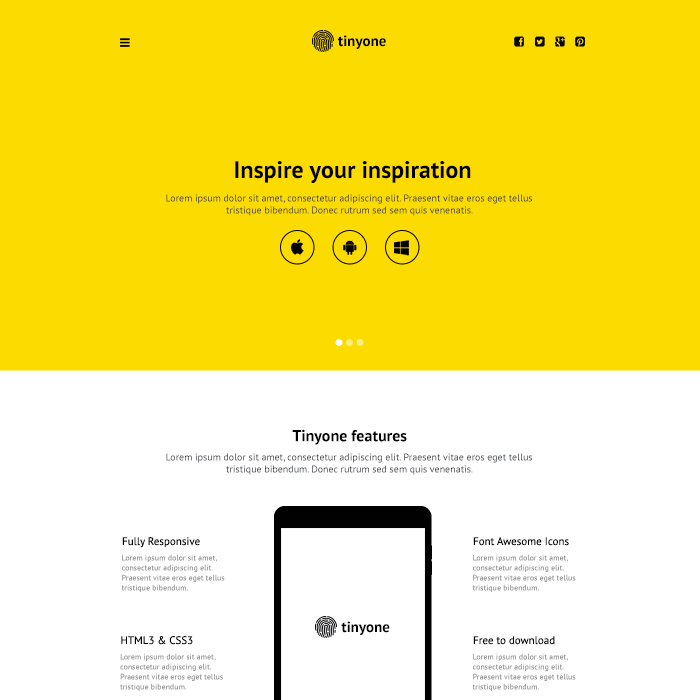 tinyone
Inspire your inspiration
Lorem ipsum dolor sit amet, consectetur adipiscing elit. Praesent vitae eros eget tellus
tristique bibendum. Donec rutrum sed sem quis venenatis.
Tinyone features
Lorem ipsum dolor sit amet, consectetur adipiscing elit. Praesent vitae eros eget tellus
tristique bibendum. Donec rutrum sed sem quis venenatis.
Fully Responsive
Lorem ipsum dolor sit amet,
consectetur adipiscing elit.
Praesent vitae eros eget tellus
tristique bibendum.
HTML3 & CSS3
Lorem ipsum dolor sit amet,
consectetur adipiscing elit.
Praesent vitae eros eget tellus
tristique bibendum.
tinyone
Font Awesome Icons
Lorem ipsum dolor sit amet,
consectetur adipiscing elit.
Praesent vitae eros eget tellus
tristique bibendum.
Free to download
Lorem ipsum dolor sit amet,
consectetur adipiscing elit.
Praesent vitae eros eget tellus
tristique bibendum.